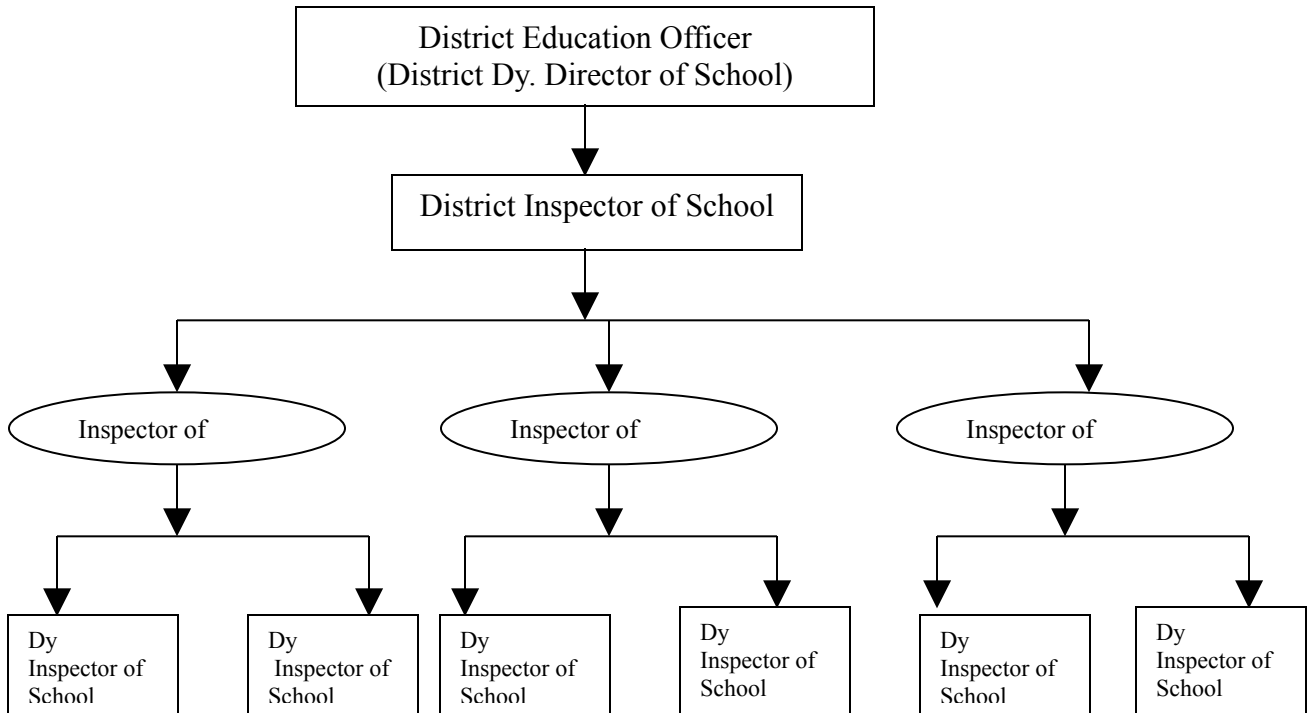 District Education Officer
(District Dy. Director of School)
District Inspector of School
Inspector of
Inspector of
Inspector of
Dy
Inspector of
School
Dy
Inspector of
School
Dy
Inspector of
School
Dy
Inspector of
School
Dy
Inspector of
School
Dy
Inspector of
School